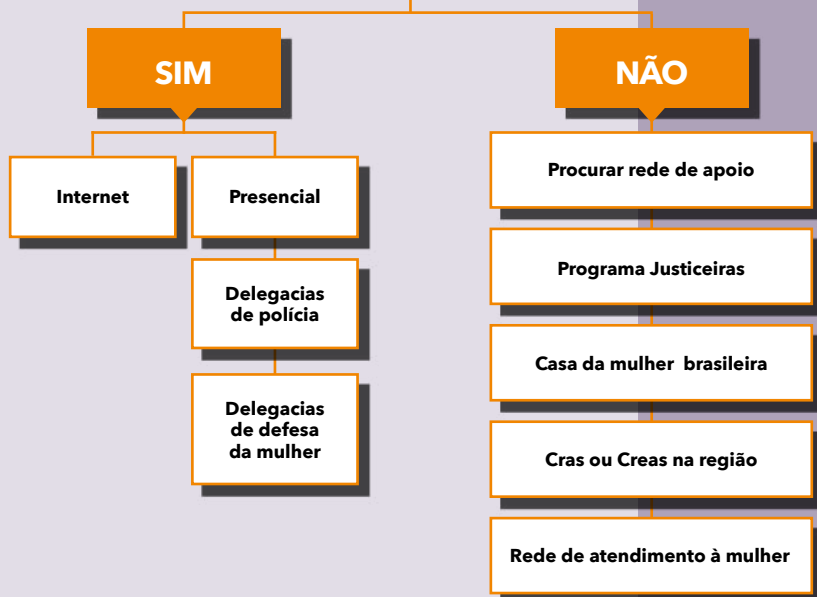 SIM
NÃO
Internet
Presencial
Delegacias
de polícia
Delegacias
de defesa
da mulher
Procurar rede de apoio
Programa Justiceiras
Casa da mulher brasileira
Cras ou Creas na região
Rede de atendimento à mulher